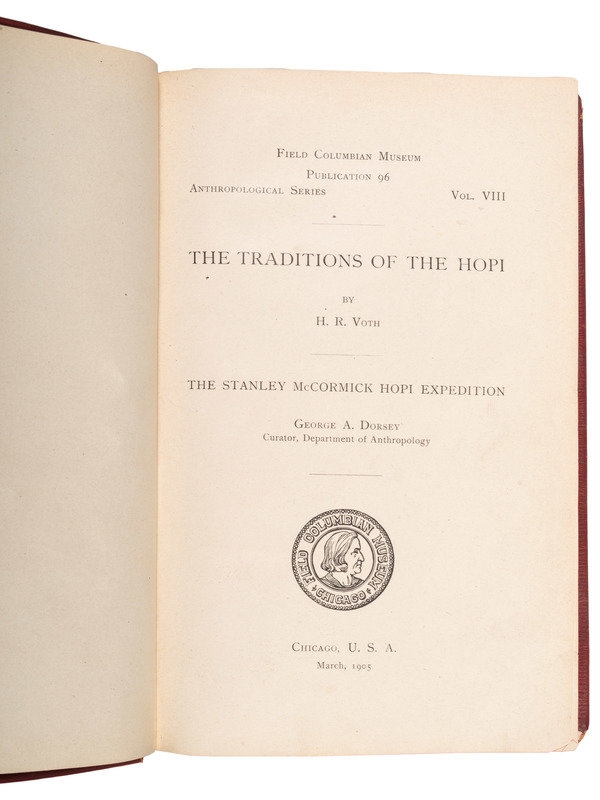 Field Columbian Museum
Publication 96
Anthropological Series Vol. VIII
THE TRADITIONS OF THE HOPI
BY
H. R. Voth
THE STANLEY McCORMICK HOPI EXPEDITION
George A. Dorsey
Curator, Department of Anthropology
FIELD COLUMBIAN MUSEUM
CHICAGO
Chicago, U. S. A.
March, 1905